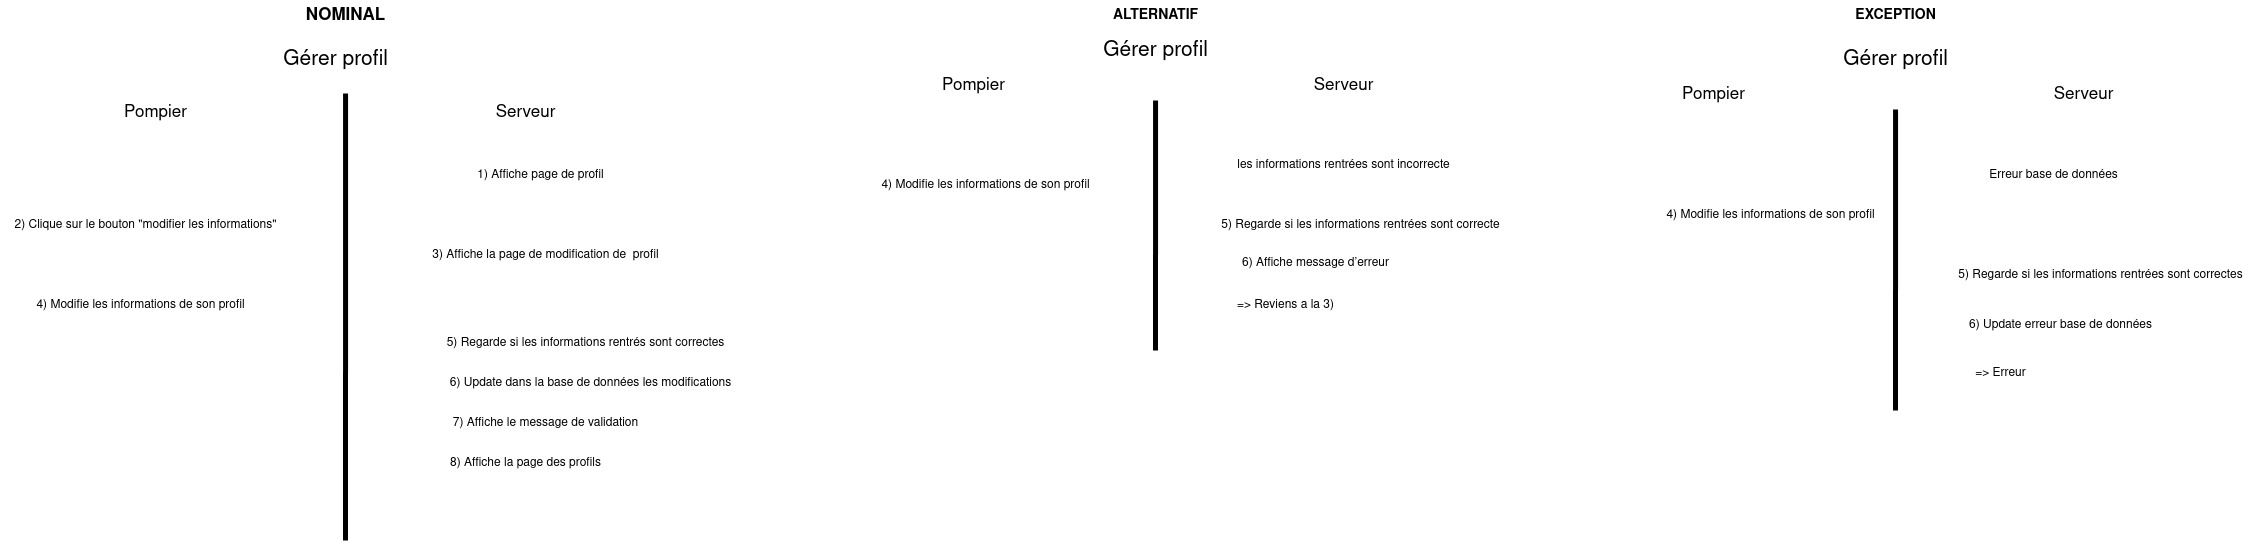 NOMINAL
Gérer profil
Pompier
Serveur
1) Affiche page de profil
2) Clique sur le bouton "modifier les informations"
3) Affiche la page de modification de  profil
4) Modifie les informations de son profil
5) Regarde si les informations rentrés sont correctes
6) Update dans la base de données les modifications
7) Affiche le message de validation
8) Affiche la page des profils
ALTERNATIF
Gérer profil
Pompier
Serveur
les informations rentrées sont incorrecte
4) Modifie les informations de son profil
5) Regarde si les informations rentrées sont correcte
6) Affiche message d'erreur
=> Reviens a la 3)
EXCEPTION
Gérer profil
Pompier
Serveur
Erreur base de données
4) Modifie les informations de son profil
5) Regarde si les informations rentrées sont correctes
6) Update erreur base de données
=> Erreur